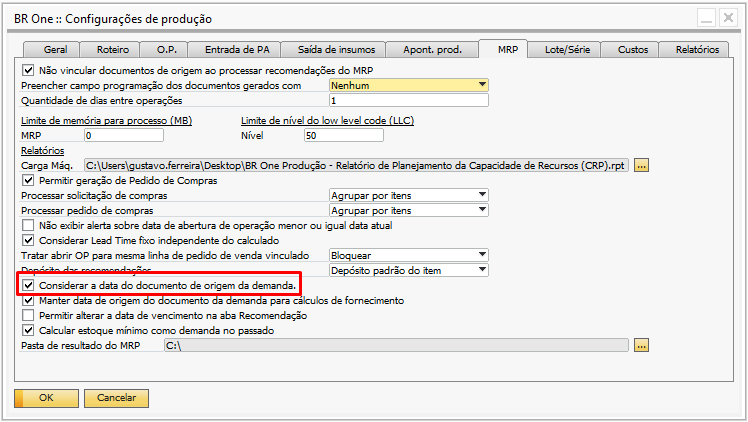 BR One :: Configurações de produção
Geral Roteiro O.P. Entrada de PA Saída de insumos Apont. prod. MRP Lote/Série Custos Relatórios
Não vincular documentos de origem ao processar recomendações do MRP
Preencher campo programação dos documentos gerados com Nenhum
Quantidade de dias entre operações 1
Limite de memória para processo (MB) Limite de nível do low level code (LLC)
MRP 0 Nível 50
Relatórios
Carga Máq. C:\Users\gustavo.ferreira\Desktop\BR One Produção - Relatório de Planejamento da Capacidade de Recursos (CRP).rpt ...
Permitir geração de Pedido de Compras
Processar solicitação de compras Agrupar por itens
Processar pedido de compras Agrupar por itens
Não exibir alerta sobre data de abertura de operação menor ou igual data atual
Considerar Lead Time fixo independente do calculado
Tratar abrir OP para mesma linha de pedido de venda vinculado Bloquear
Depósito das recomendações Depósito padrão do item
Considerar a data do documento de origem da demanda.
Manter data de origem do documento da demanda para cálculos de fornecimento
Permitir alterar a data de vencimento na aba Recomendação
Calcular estoque mínimo como demanda no passado
Pasta de resultado do MRP C:\ ...
OK Cancelar